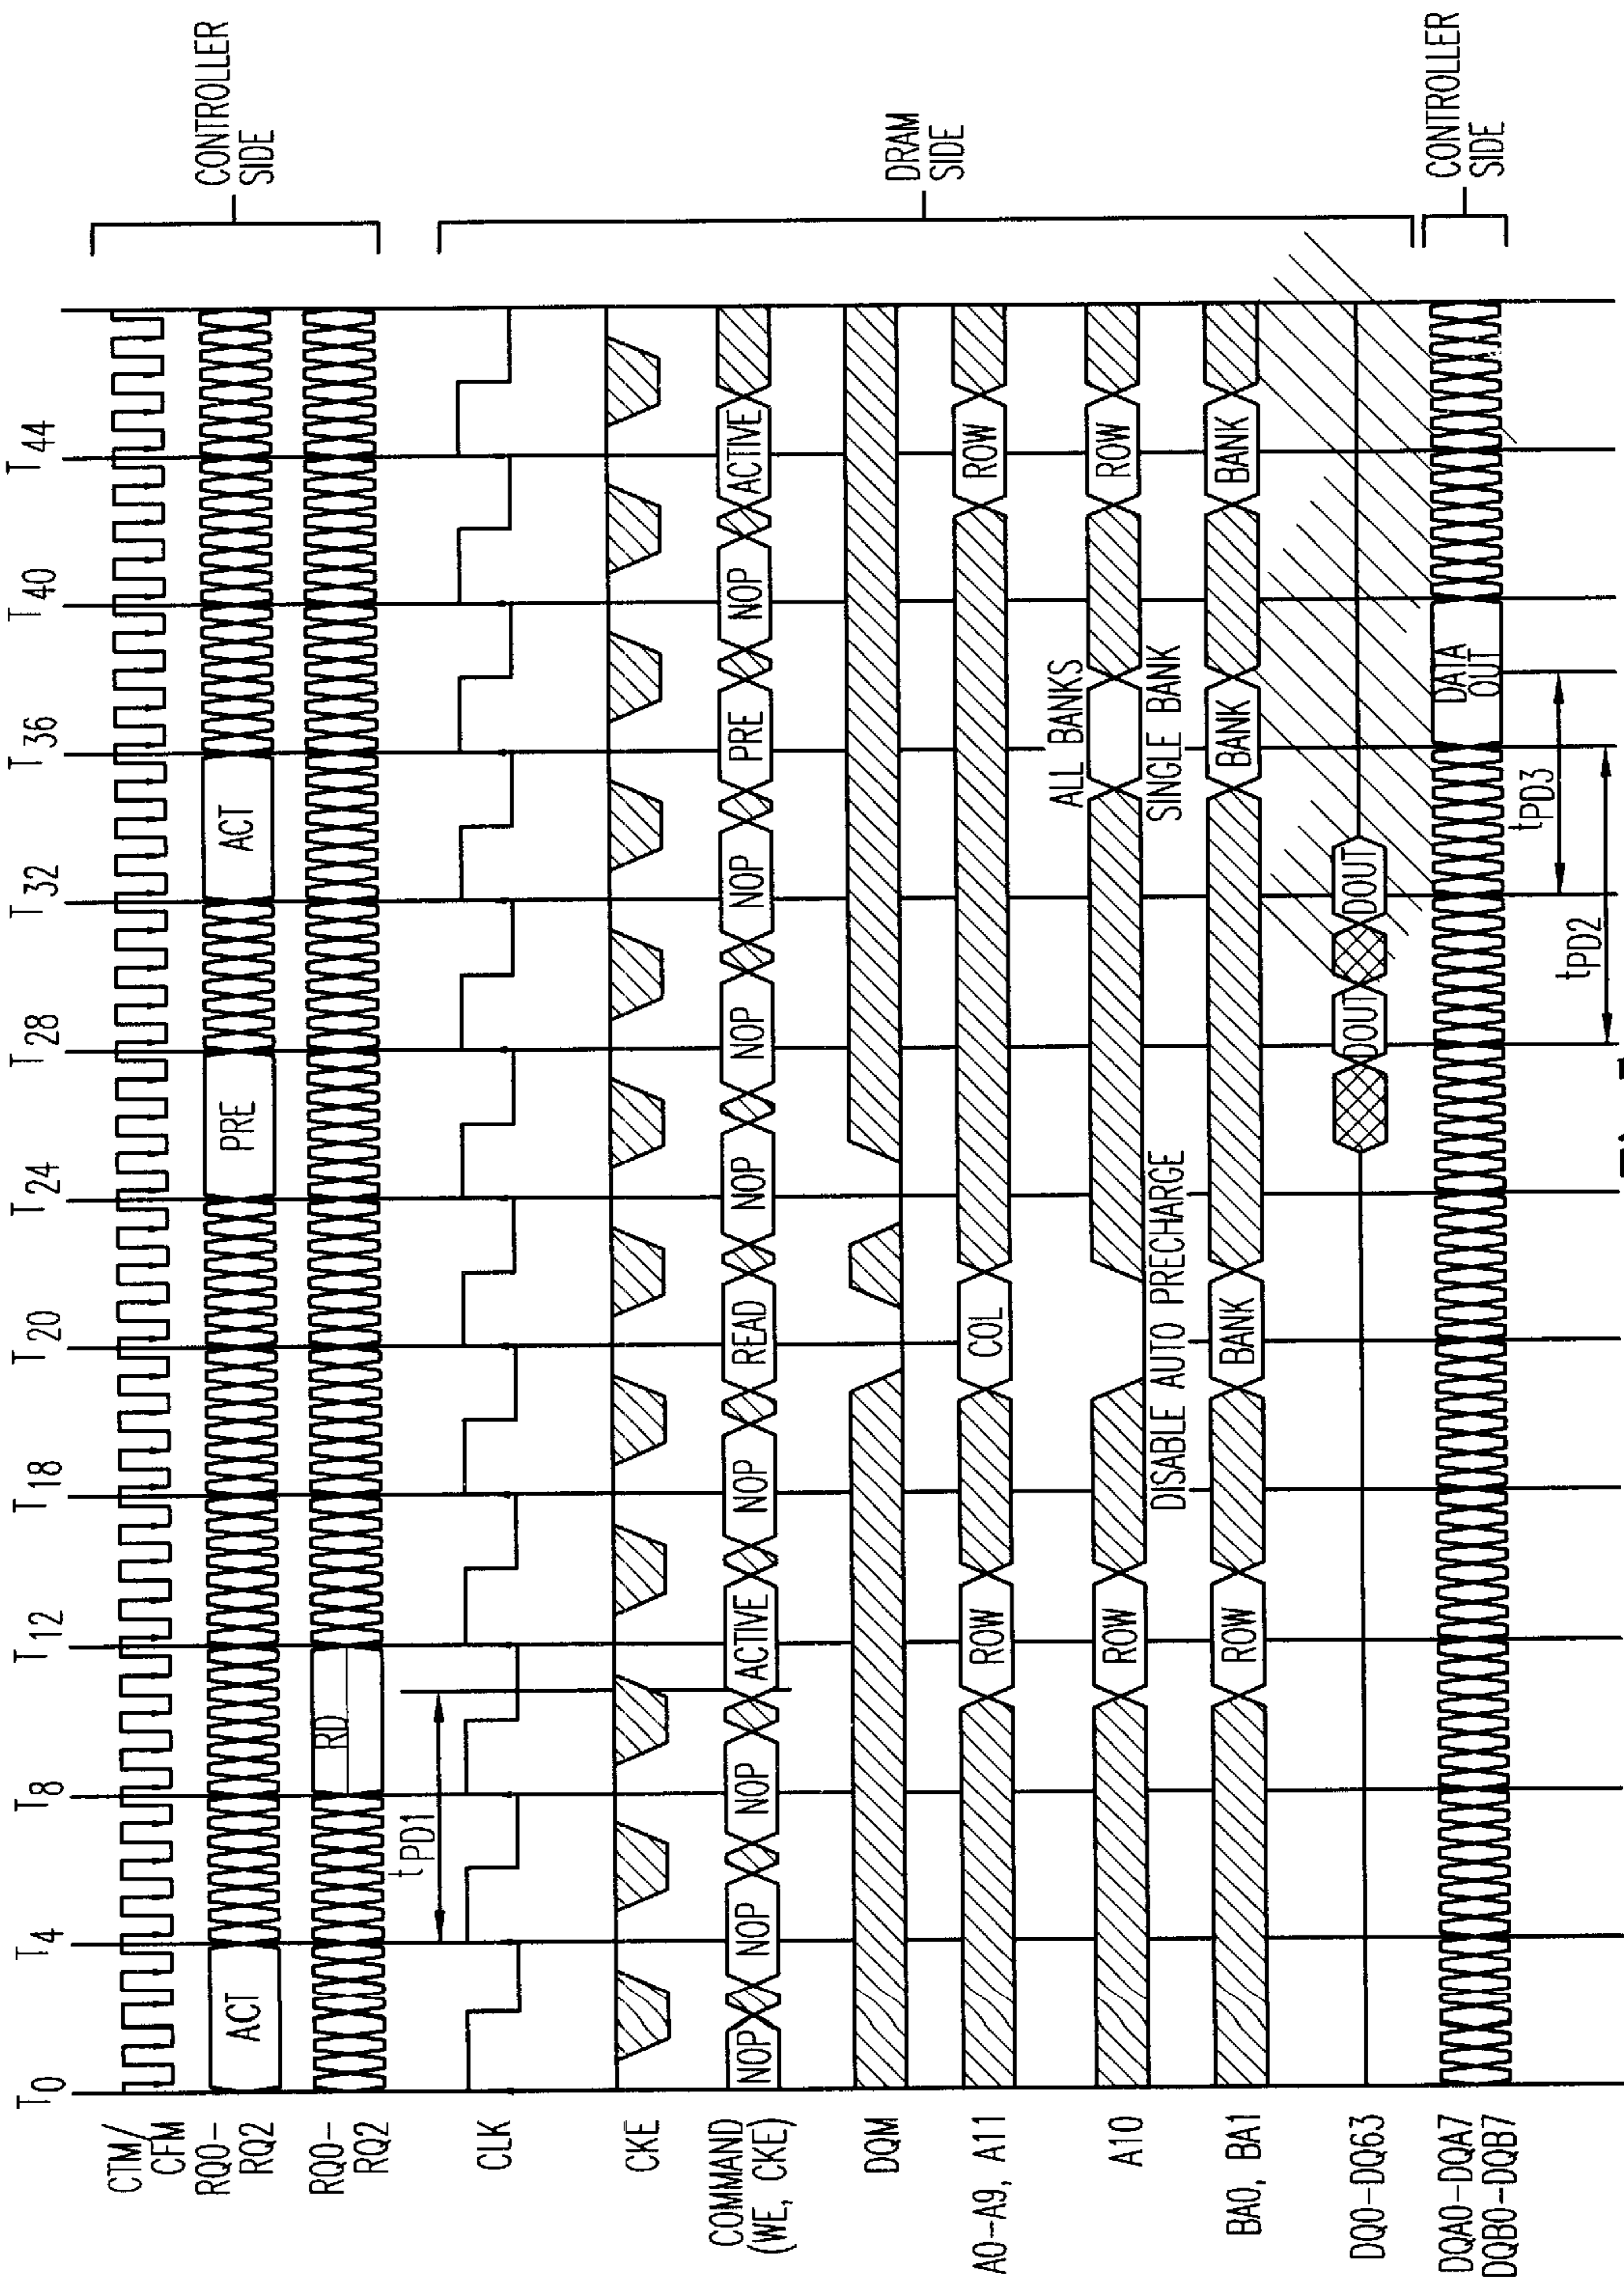 T0 T4 T8 T12 T18 T20 T24 T28 T32 T36 T40 T44
CTM/
CFM
RQ0-
RQ2
ACT PRE ACT
CONTROLLER
SIDE
RQ0-
RQ2
RD
tPD1
CLK
CKE
COMMAND
(WE, CKE)
NOP NOP NOP ACTIVE NOP READ NOP NOP NOP PRE NOP ACTIVE
DRAM
SIDE
DQM
A0-A9, A11
ROW COL ROW
ALL BANKS
A10
ROW ROW
DISABLE AUTO PRECHARGE
SINGLE BANK
BA0, BA1
ROW BANK BANK BANK
DQ0-DQ63
DOUT DOUT
DQA0-DQA7
DQB0-DQB7
DATA
OUT
CONTROLLER
SIDE
tPD3
tPD2